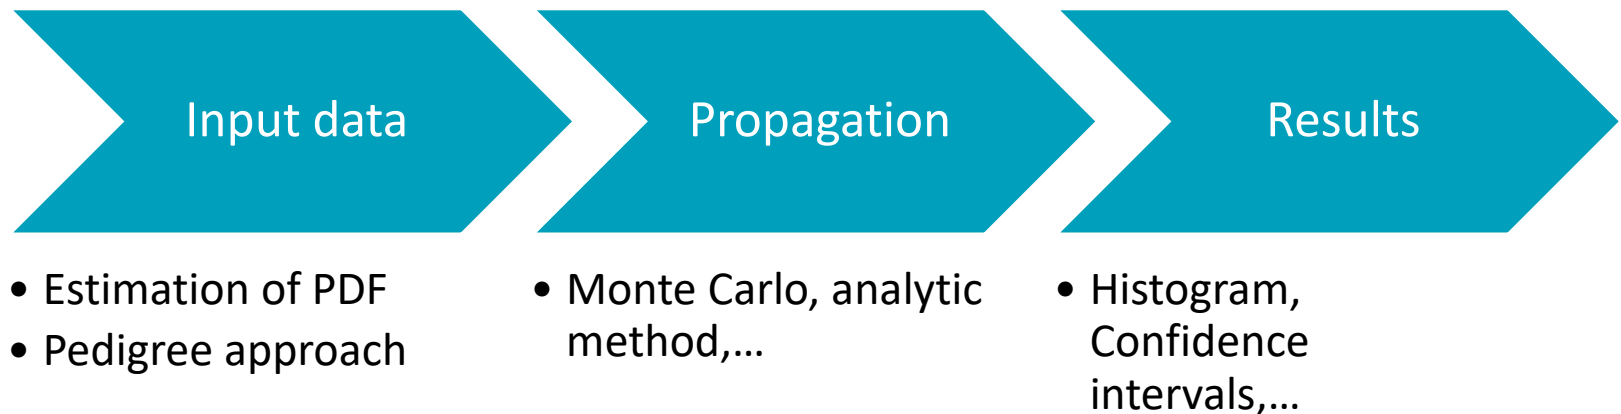 Input data
Propagation
Results
• Estimation of PDF
• Pedigree approach
• Monte Carlo, analytic
method,…
• Histogram,
Confidence
intervals,…